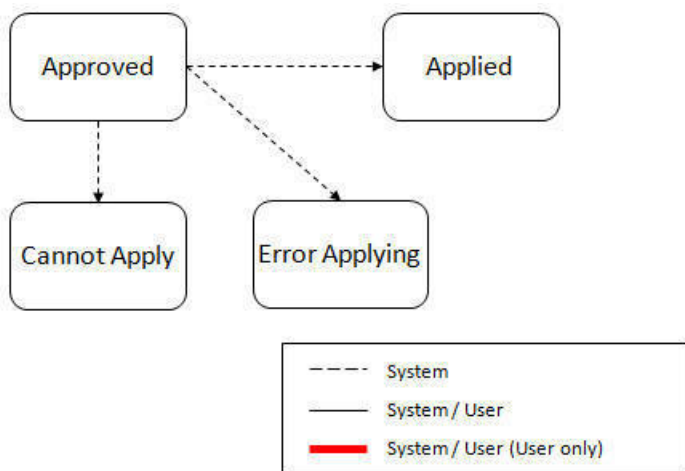 Approved
Applied
Cannot Apply
Error Applying
System
System / User
System / User (User only)